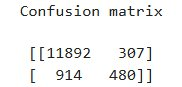 Confusion matrix
[[11892 307]
[ 914 480]]